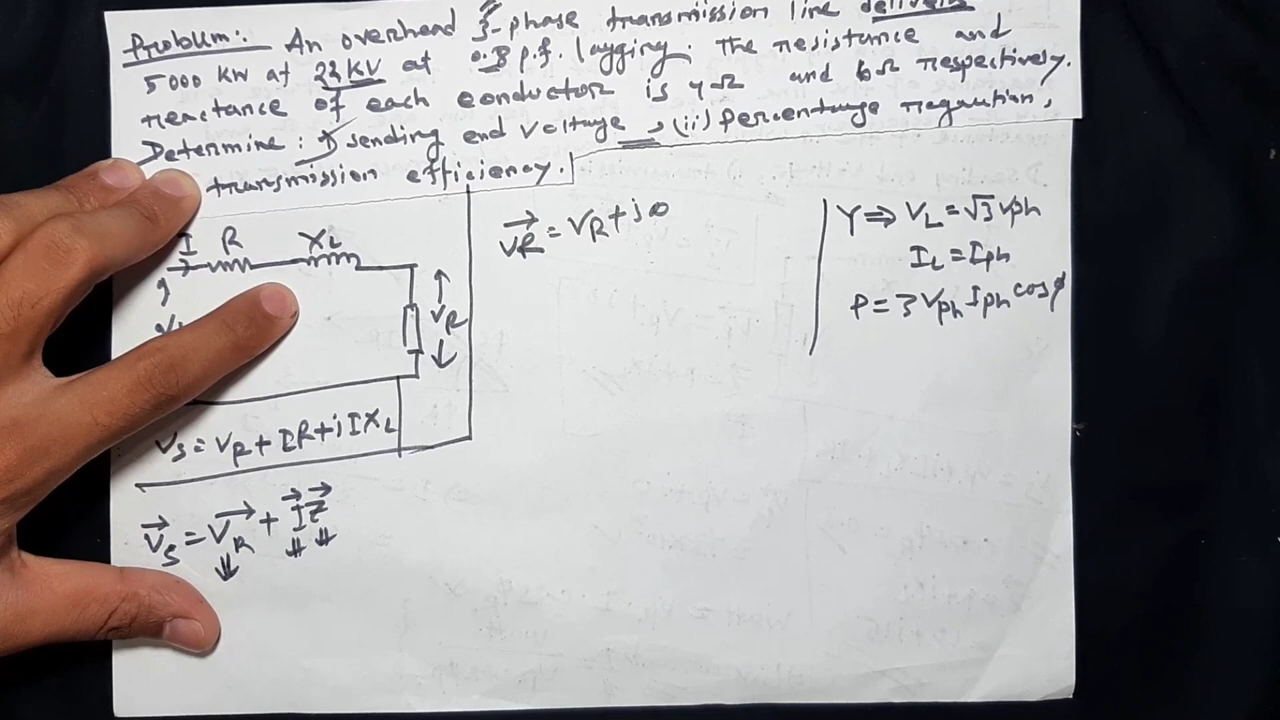 Problem:. An overhead 3-phase transmission line delivers
5000 kW at 22 KV at 0.8 p.f. lagging. The resistance and
reactance of each conductor is 4Ω and 6Ω respectively.
Determine: i) sending end voltage, (ii) percentage regaution,
transmission efficiency.
I R XL
VR
VS = VR + IR + jIXL
VS = VR + IZ
VR = VR + j0
Y ⇒ VL = √3 Vph
IL = Iph
P = 3 Vph Iph cosϕ